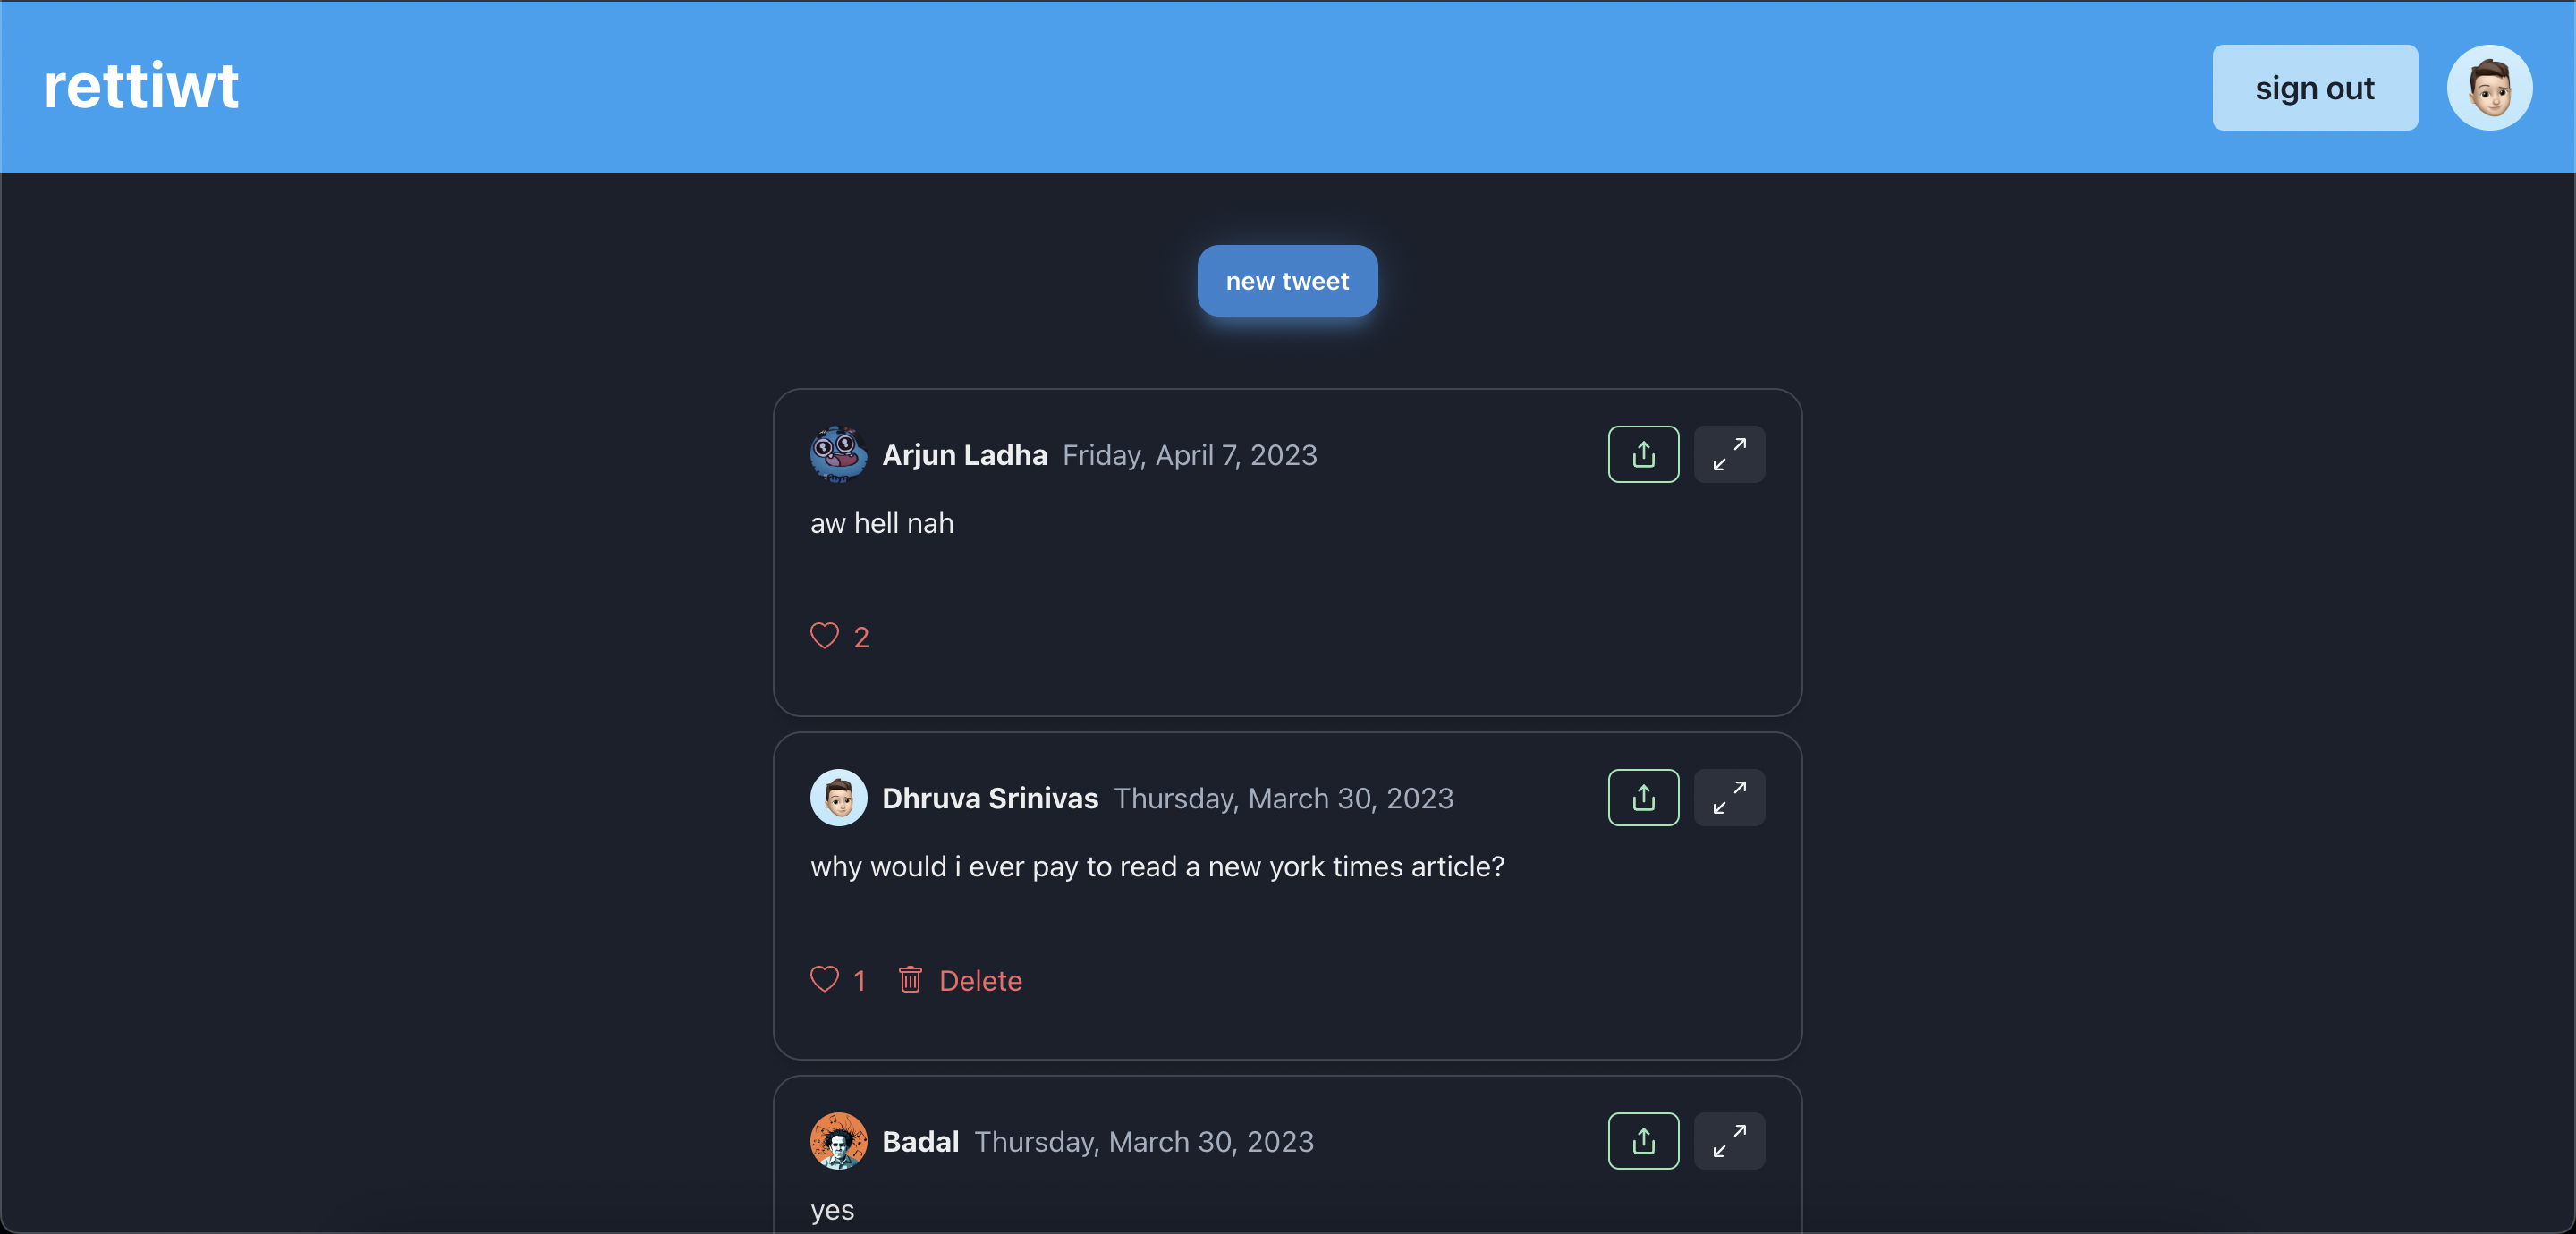 rettiwt
sign out
new tweet
Arjun Ladha Friday, April 7, 2023
aw hell nah
2
Dhruva Srinivas Thursday, March 30, 2023
why would i ever pay to read a new york times article?
1 Delete
Badal Thursday, March 30, 2023
yes